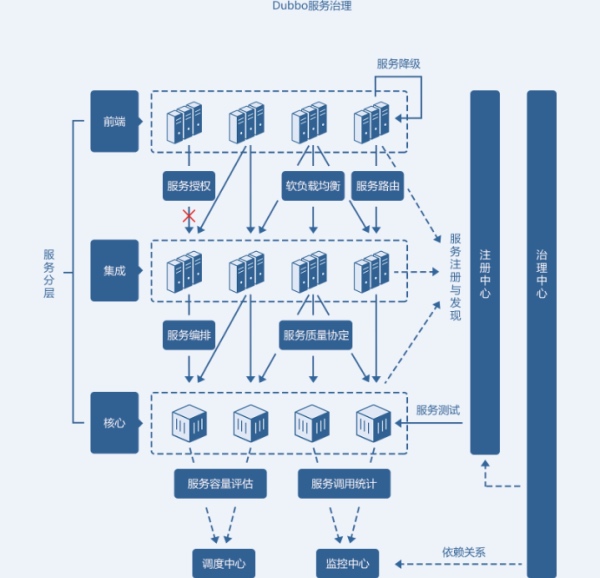 Dubbo服务治理
服务降级
前端
服务授权
软负载均衡
服务路由
服务分层
集成
服务注册与发现
注册中心
治理中心
服务编排
服务质量协定
核心
服务测试
服务容量评估
服务调用统计
调度中心
监控中心
依赖关系